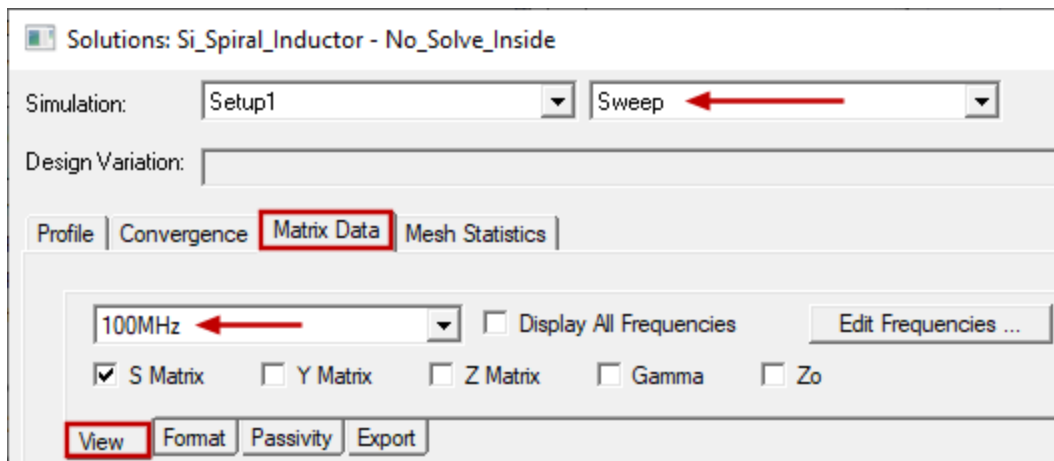 Solutions: Si_Spiral_Inductor - No_Solve_Inside
Simulation: Setup1 Sweep
Design Variation:
Profile Convergence Matrix Data Mesh Statistics
100MHz Display All Frequencies Edit Frequencies ...
S Matrix Y Matrix Z Matrix Gamma Zo
View Format Passivity Export